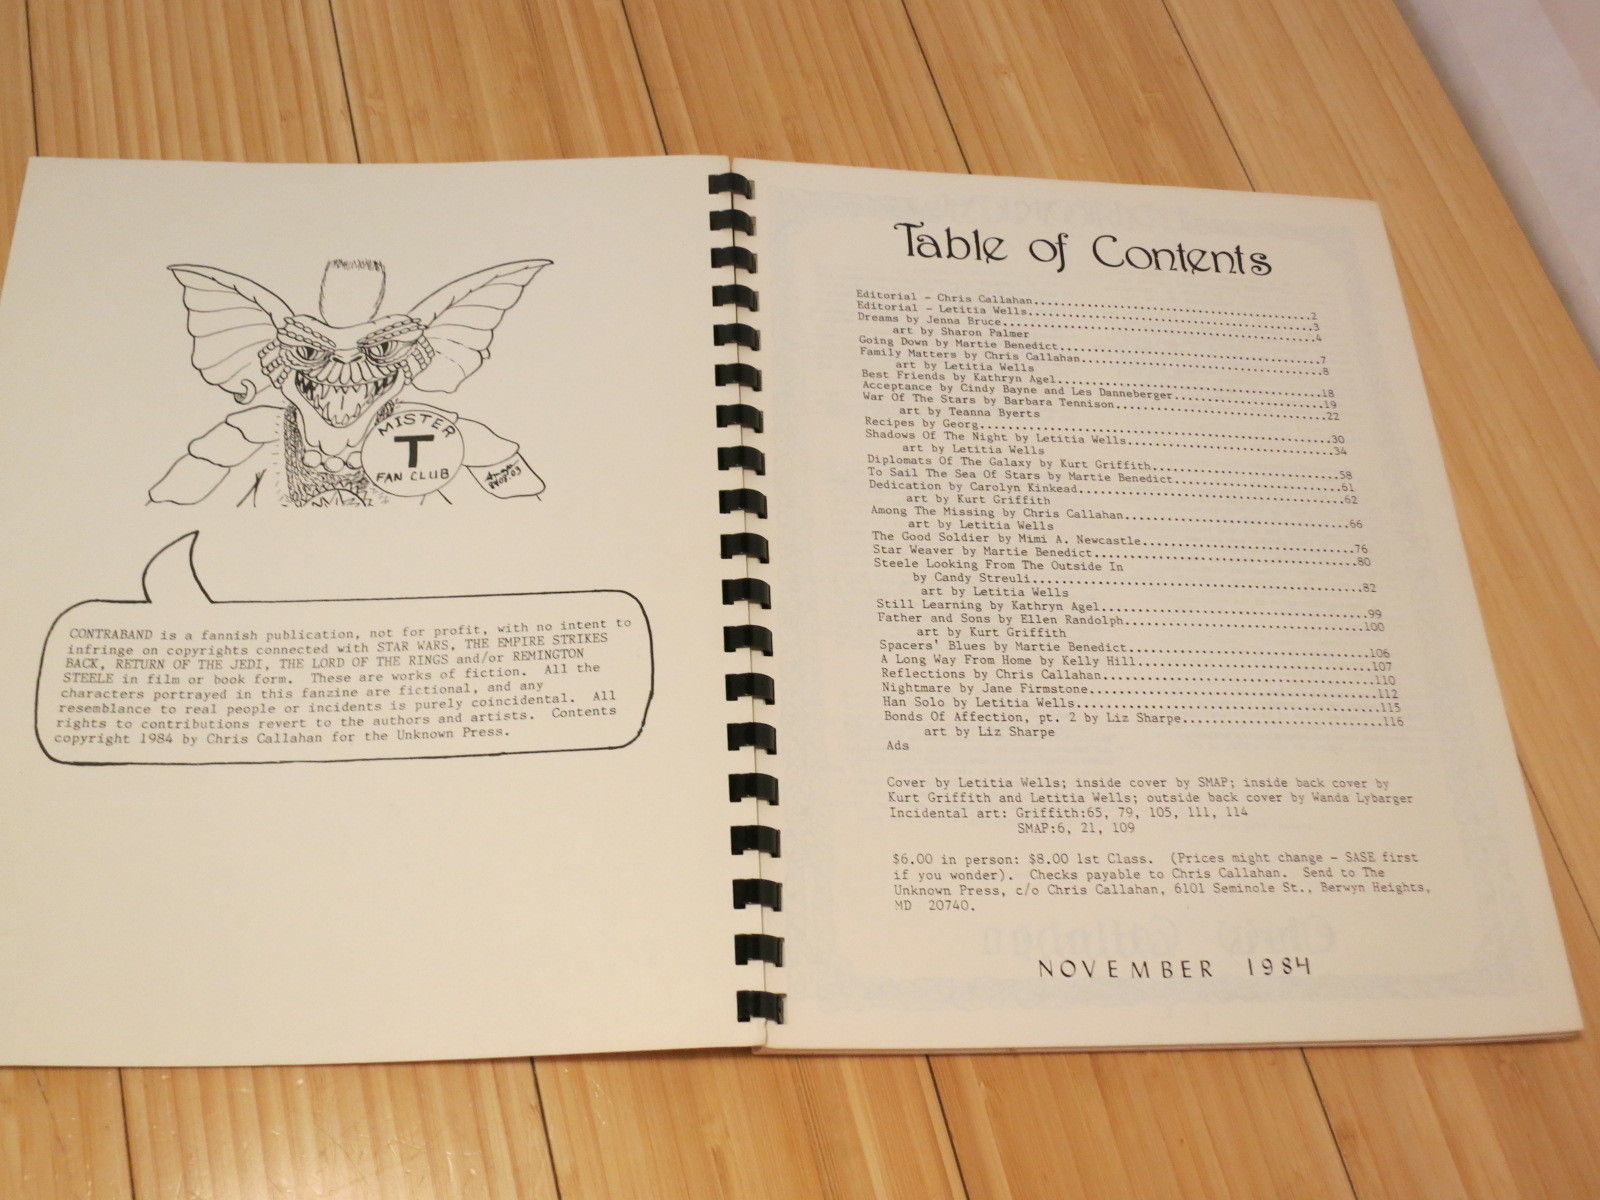 MISTER
T
FAN CLUB
CONTRABAND is a fannish publication, not for profit, with no intent to
infringe on copyrights connected with STAR WARS, THE EMPIRE STRIKES
BACK, RETURN OF THE JEDI, THE LORD OF THE RINGS and/or REMINGTON
STEELE in film or book form. These are works of fiction. All the
characters portrayed in this fanzine are fictional, and any
resemblance to real people or incidents is purely coincidental. All
rights to contributions revert to the authors and artists. Contents
copyright 1984 by Chris Callahan for the Unknown Press.
Table of Contents
Editorial - Chris Callahan..............................2
Editorial - Letitia Wells..............................3
Dreams by Jenna Bruce..............................4
art by Sharon Palmer
Going Down by Martie Benedict..............................7
Family Matters by Chris Callahan..............................8
art by Letitia Wells
Best Friends by Kathryn Agel..............................18
Acceptance by Cindy Bayne and Les Danneberger....................19
War Of The Stars by Barbara Tennison..............................22
art by Teanna Byerts
Recipes by Georg..............................30
Shadows Of The Night by Letitia Wells..............................34
art by Letitia Wells
Diplomats Of The Galaxy by Kurt Griffith..............................58
To Sail The Sea Of Stars by Martie Benedict....................61
Dedication by Carolyn Kinkead..............................62
art by Kurt Griffith
Among The Missing by Chris Callahan..............................66
art by Letitia Wells
The Good Soldier by Mimi A. Newcastle..............................76
Star Weaver by Martie Benedict..............................80
Steele Looking From The Outside In
by Candy Streuli..............................82
art by Letitia Wells
Still Learning by Kathryn Agel..............................99
Father and Sons by Ellen Randolph..............................100
art by Kurt Griffith
Spacers' Blues by Martie Benedict..............................106
A Long Way From Home by Kelly Hill..............................107
Reflections by Chris Callahan..............................110
Nightmare by Jane Firmstone..............................112
Han Solo by Letitia Wells..............................115
Bonds Of Affection, pt. 2 by Liz Sharpe..............................116
art by Liz Sharpe
Ads
Cover by Letitia Wells; inside cover by SMAP; inside back cover by
Kurt Griffith and Letitia Wells; outside back cover by Wanda Lybarger
Incidental art: Griffith:65, 79, 105, 111, 114
SMAP:6, 21, 109
$6.00 in person: $8.00 1st Class. (Prices might change - SASE first
if you wonder). Checks payable to Chris Callahan. Send to The
Unknown Press, c/o Chris Callahan, 6101 Seminole St., Berwyn Heights,
MD 20740.
NOVEMBER 1984